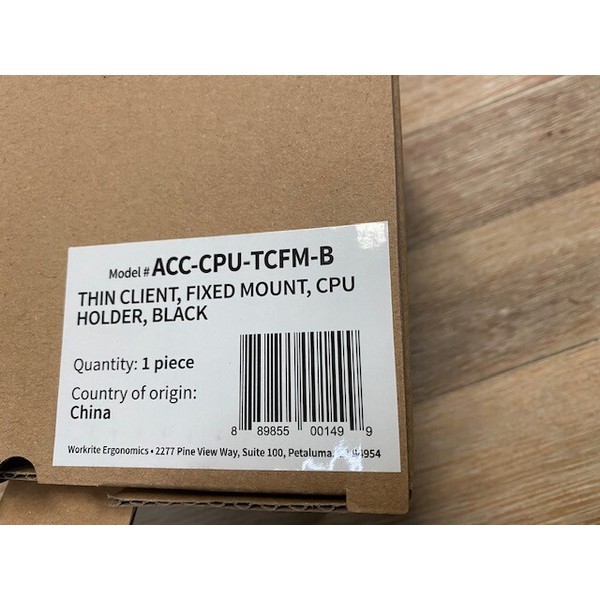 Model # ACC-CPU-TCFM-B
THIN CLIENT, FIXED MOUNT, CPU
HOLDER, BLACK
Quantity: 1 piece
Country of origin:
China
8 89855 00149 9
Workrite Ergonomics • 2277 Pine View Way, Suite 100, Petaluma, 94954